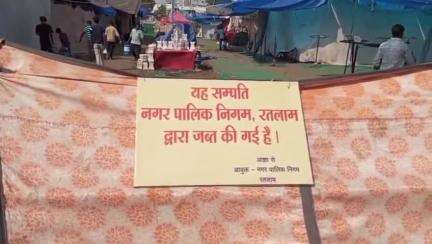 यह सम्पति
नगर पालिक निगम, रतलाम
द्वारा जब्त की गई है।
आज्ञा से
आयुक्त - नगर पालिक निगम
रतलाम